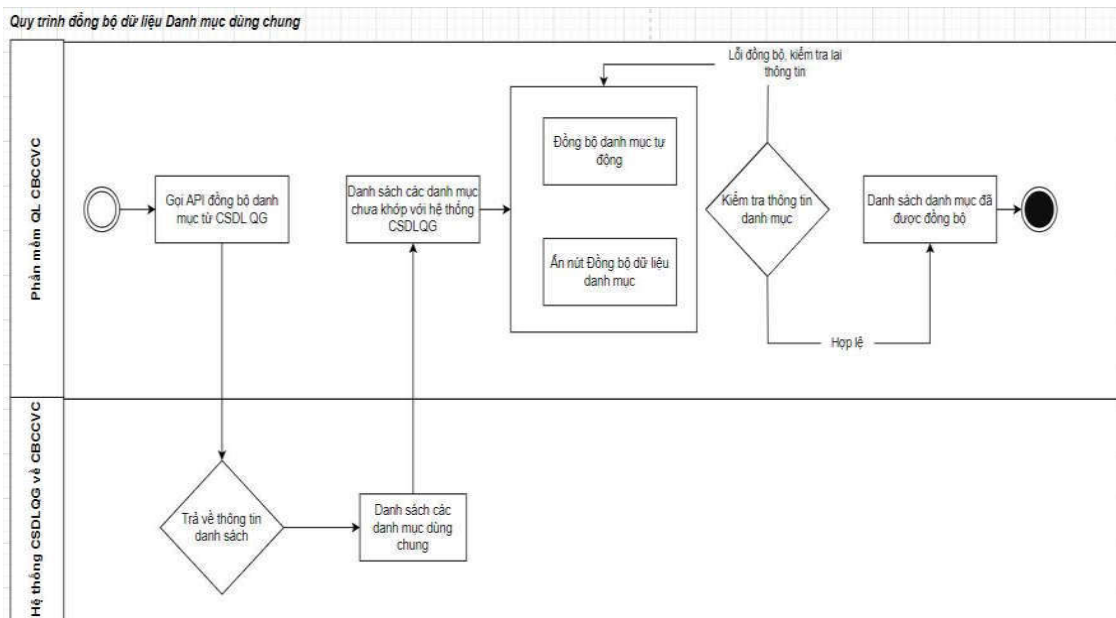 Quy trình đồng bộ dữ liệu Danh mục dùng chung
Phần mềm QL CBCCVC
Gọi API đồng bộ danh
mục từ CSDL QG
Danh sách các danh mục
chưa khớp với hệ thống
CSDLQG
Đồng bộ danh mục tự
động
Ấn nút Đồng bộ dữ liệu
danh mục
Lỗi đồng bộ, kiểm tra lại
thông tin
Kiểm tra thông tin
danh mục
Hợp lệ
Danh sách danh mục đã
được đồng bộ
Hệ thống CSDLQG về CBCCVC
Trả về thông tin
danh sách
Danh sách các
danh mục dùng
chung